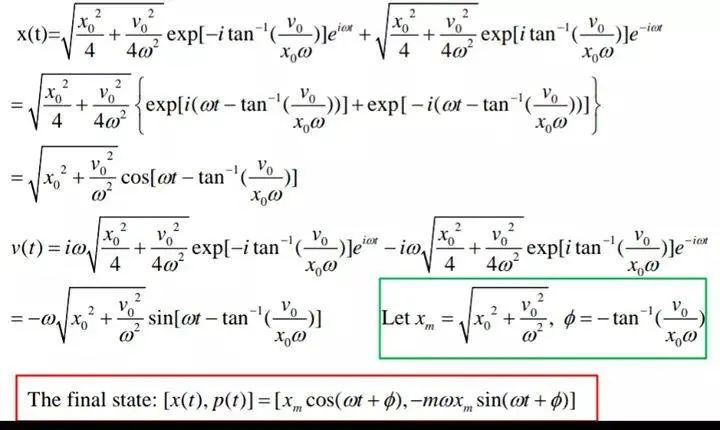 x(t)=√(x₀²/4 + v₀²/4ω²) exp[−i tan⁻¹(v₀/x₀ω)]e^{iωt} + √(x₀²/4 + v₀²/4ω²) exp[i tan⁻¹(v₀/x₀ω)]e^{−iωt}
= √(x₀²/4 + v₀²/4ω²) {exp[i(ωt − tan⁻¹(v₀/x₀ω))] + exp[−i(ωt − tan⁻¹(v₀/x₀ω))]}
= √(x₀² + v₀²/ω²) cos[ωt − tan⁻¹(v₀/x₀ω)]
v(t) = iω√(x₀²/4 + v₀²/4ω²) exp[−i tan⁻¹(v₀/x₀ω)]e^{iωt} − iω√(x₀²/4 + v₀²/4ω²) exp[i tan⁻¹(v₀/x₀ω)]e^{−iωt}
= −ω√(x₀² + v₀²/ω²) sin[ωt − tan⁻¹(v₀/x₀ω)]
Let xₘ = √(x₀² + v₀²/ω²), ϕ = −tan⁻¹(v₀/x₀ω)
The final state: [x(t), p(t)] = [xₘ cos(ωt + ϕ), −mωxₘ sin(ωt + ϕ)]